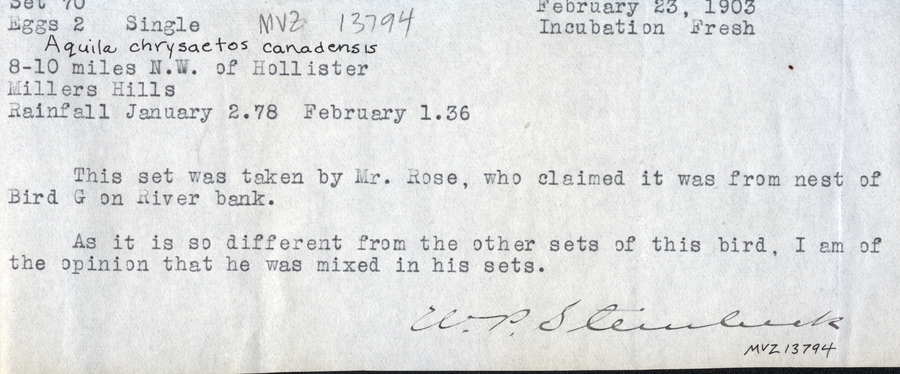 Set 70 February 23, 1903
Eggs 2 Single MVZ 13794 Incubation Fresh
Aquila chrysaetos canadensis
8-10 miles N.W. of Hollister
Millers Hills
Rainfall January 2.78 February 1.36
This set was taken by Mr. Rose, who claimed it was from nest of
Bird G on River bank.
As it is so different from the other sets of this bird, I am of
the opinion that he was mixed in his sets.
W. P. Steinbeck
MVZ 13794